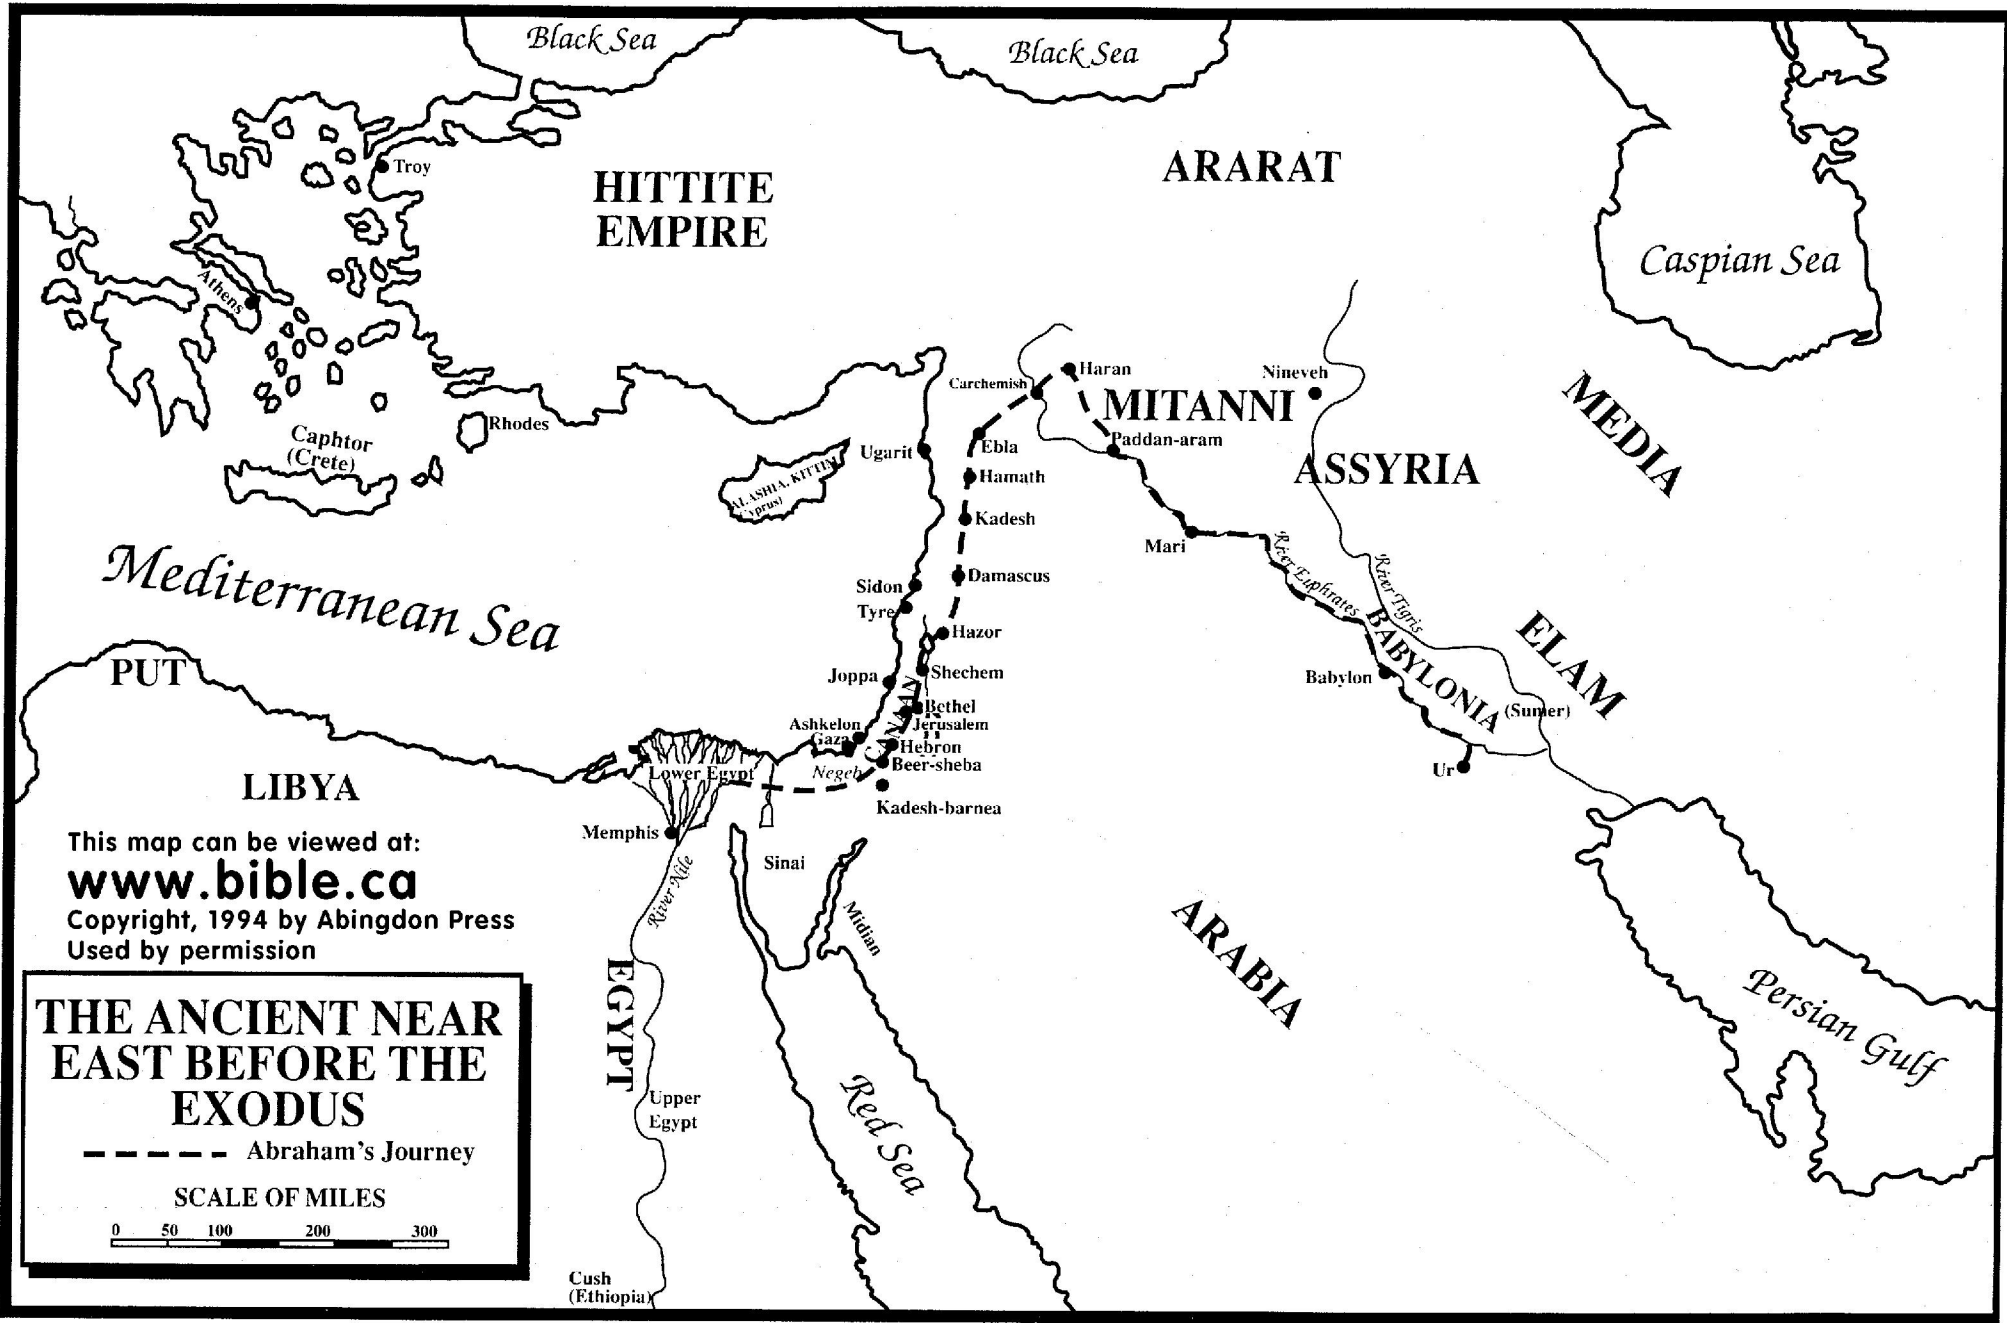 Black Sea
Black Sea
Troy
HITTITE
EMPIRE
ARARAT
Caspian Sea
Athens
Carchemish
Haran
Nineveh
MITANNI
MEDIA
Rhodes
Caphtor
(Crete)
Ugarit
Ebla
Paddan-aram
ALASHIA, KITTIM
Cyprus)
Hamath
ASSYRIA
Kadesh
Mari
River Euphrates
River Tigris
Mediterranean Sea
Sidon
Damascus
Tyre
Hazor
ELAM
PUT
Joppa
Shechem
Babylon
BABYLONIA
(Sumer)
CANAAN
Bethel
Ashkelon
Jerusalem
Gaza
Hebron
Lower Egypt
Negeb
Beer-sheba
Ur
LIBYA
Kadesh-barnea
Memphis
This map can be viewed at:
www.bible.ca
Copyright, 1994 by Abingdon Press
Used by permission
Sinai
River Nile
Midian
ARABIA
EGYPT
Persian Gulf
THE ANCIENT NEAR
EAST BEFORE THE
EXODUS
Abraham's Journey
SCALE OF MILES
0 50 100 200 300
Upper
Egypt
Red Sea
Cush
(Ethiopia)